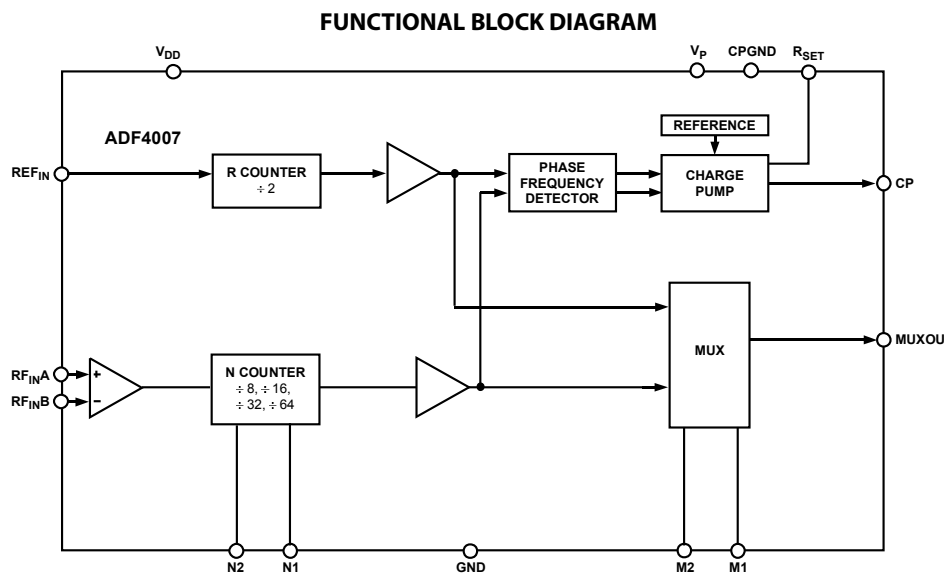 FUNCTIONAL BLOCK DIAGRAM
VDD
VP
CPGND
RSET
ADF4007
REFERENCE
REFIN
R COUNTER
÷ 2
PHASE
FREQUENCY
DETECTOR
CHARGE
PUMP
CP
MUX
MUXOU
RFINA
+
RFINB
–
N COUNTER
÷ 8, ÷ 16,
÷ 32, ÷ 64
N2
N1
GND
M2
M1